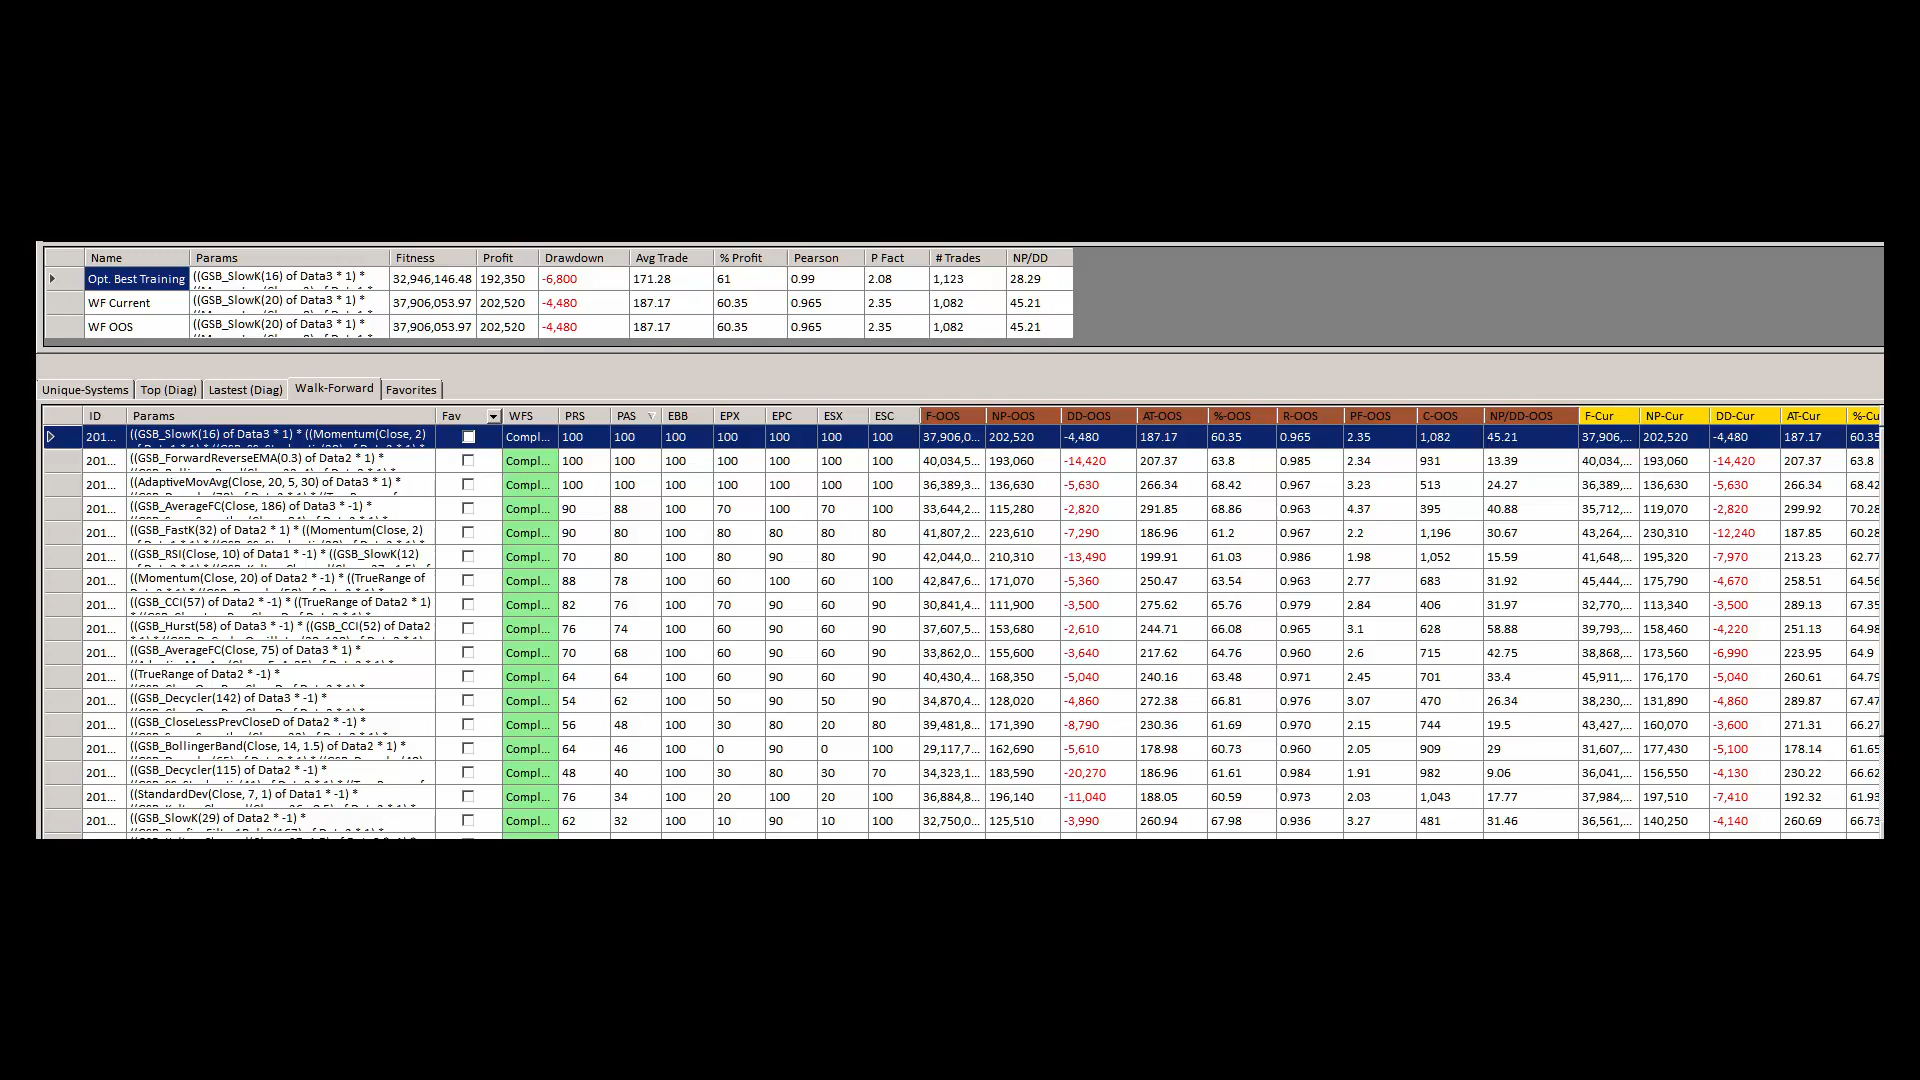 Name Params Fitness Profit Drawdown Avg Trade % Profit Pearson P Fact # Trades NP/DD
Opt. Best Training ((GSB_SlowK(16) of Data3 * 1) * 32,946,146.48 192,350 -6,800 171.28 61 0.99 2.08 1,123 28.29
WF Current ((GSB_SlowK(20) of Data3 * 1) * 37,906,053.97 202,520 -4,480 187.17 60.35 0.965 2.35 1,082 45.21
WF OOS ((GSB_SlowK(20) of Data3 * 1) * 37,906,053.97 202,520 -4,480 187.17 60.35 0.965 2.35 1,082 45.21
Unique-Systems Top (Diag) Lastest (Diag) Walk-Forward Favorites
ID Params Fav WFS PRS PAS EBB EPX EPC ESX ESC F-OOS NP-OOS DD-OOS AT-OOS %-OOS R-OOS PF-OOS C-OOS NP/DD-OOS F-Cur NP-Cur DD-Cur AT-Cur %-Cu
201... ((GSB_SlowK(16) of Data3 * 1) * ((Momentum(Close, 2) Compl... 100 100 100 100 100 100 100 37,906,0... 202,520 -4,480 187.17 60.35 0.965 2.35 1,082 45.21 37,906,... 202,520 -4,480 187.17 60.35
201... ((GSB_ForwardReverseEMA(0.3) of Data2 * 1) * Compl... 100 100 100 100 100 100 100 40,034,5... 193,060 -14,420 207.37 63.8 0.985 2.34 931 13.39 40,034,... 193,060 -14,420 207.37 63.8
201... ((AdaptiveMovAvg(Close, 20, 5, 30) of Data3 * 1) * Compl... 100 100 100 100 100 100 100 36,389,3... 136,630 -5,630 266.34 68.42 0.967 3.23 513 24.27 36,389,... 136,630 -5,630 266.34 68.42
201... ((GSB_AverageFC(Close, 186) of Data3 * -1) * Compl... 90 88 100 70 100 70 100 33,644,2... 115,280 -2,820 291.85 68.86 0.963 4.37 395 40.88 35,712,... 119,070 -2,820 299.92 70.28
201... ((GSB_FastK(32) of Data2 * 1) * ((Momentum(Close, 2) Compl... 90 80 100 80 80 80 80 41,807,2... 223,610 -7,290 186.96 61.2 0.967 2.2 1,196 30.67 43,264,... 230,310 -12,240 187.85 60.28
201... ((GSB_RSI(Close, 10) of Data1 * -1) * ((GSB_SlowK(12) Compl... 70 80 100 80 90 80 90 42,044,0... 210,310 -13,490 199.91 61.03 0.986 1.98 1,052 15.59 41,648,... 195,320 -7,970 213.23 62.77
201... ((Momentum(Close, 20) of Data2 * -1) * ((TrueRange of Compl... 88 78 100 60 100 60 100 42,847,6... 171,070 -5,360 250.47 63.54 0.963 2.77 683 31.92 45,444,... 175,790 -4,670 258.51 64.56
201... ((GSB_CCI(57) of Data2 * -1) * ((TrueRange of Data2 * 1) Compl... 82 76 100 70 90 60 90 30,841,4... 111,900 -3,500 275.62 65.76 0.979 2.84 406 31.97 32,770,... 113,340 -3,500 289.13 67.35
201... ((GSB_Hurst(58) of Data3 * -1) * ((GSB_CCI(52) of Data2 Compl... 76 74 100 60 90 60 90 37,607,5... 153,680 -2,610 244.71 66.08 0.965 3.1 628 58.88 39,793,... 158,460 -4,220 251.13 64.98
201... ((GSB_AverageFC(Close, 75) of Data3 * 1) * Compl... 70 68 100 60 90 60 90 33,862,0... 155,600 -3,640 217.62 64.76 0.960 2.6 715 42.75 38,868,... 173,560 -6,990 223.95 64.9
201... ((TrueRange of Data2 * -1) * Compl... 64 64 100 60 90 60 90 40,430,4... 168,350 -5,040 240.16 63.48 0.971 2.45 701 33.4 45,911,... 176,170 -5,040 260.61 64.79
201... ((GSB_Decycler(142) of Data3 * -1) * Compl... 54 62 100 50 90 50 90 34,870,4... 128,020 -4,860 272.38 66.81 0.976 3.07 470 26.34 38,230,... 131,890 -4,860 289.87 67.47
201... ((GSB_CloseLessPrevCloseD of Data2 * -1) * Compl... 56 48 100 30 80 20 80 39,481,8... 171,390 -8,790 230.36 61.69 0.970 2.15 744 19.5 43,427,... 160,070 -3,600 271.31 66.27
201... ((GSB_BollingerBand(Close, 14, 1.5) of Data2 * 1) * Compl... 64 46 100 0 90 0 100 29,117,7... 162,690 -5,610 178.98 60.73 0.960 2.05 909 29 31,607,... 177,430 -5,100 178.14 61.65
201... ((GSB_Decycler(115) of Data2 * -1) * Compl... 48 40 100 30 80 30 70 34,323,1... 183,590 -20,270 186.96 61.61 0.984 1.91 982 9.06 36,041,... 156,550 -4,130 230.22 66.62
201... ((StandardDev(Close, 7, 1) of Data1 * -1) * Compl... 76 34 100 20 100 20 100 36,884,8... 196,140 -11,040 188.05 60.59 0.973 2.03 1,043 17.77 37,984,... 197,510 -7,410 192.32 61.93
201... ((GSB_SlowK(29) of Data2 * -1) * Compl... 62 32 100 10 90 10 100 32,750,0... 125,510 -3,990 260.94 67.98 0.936 3.27 481 31.46 36,561,... 140,250 -4,140 260.69 66.73